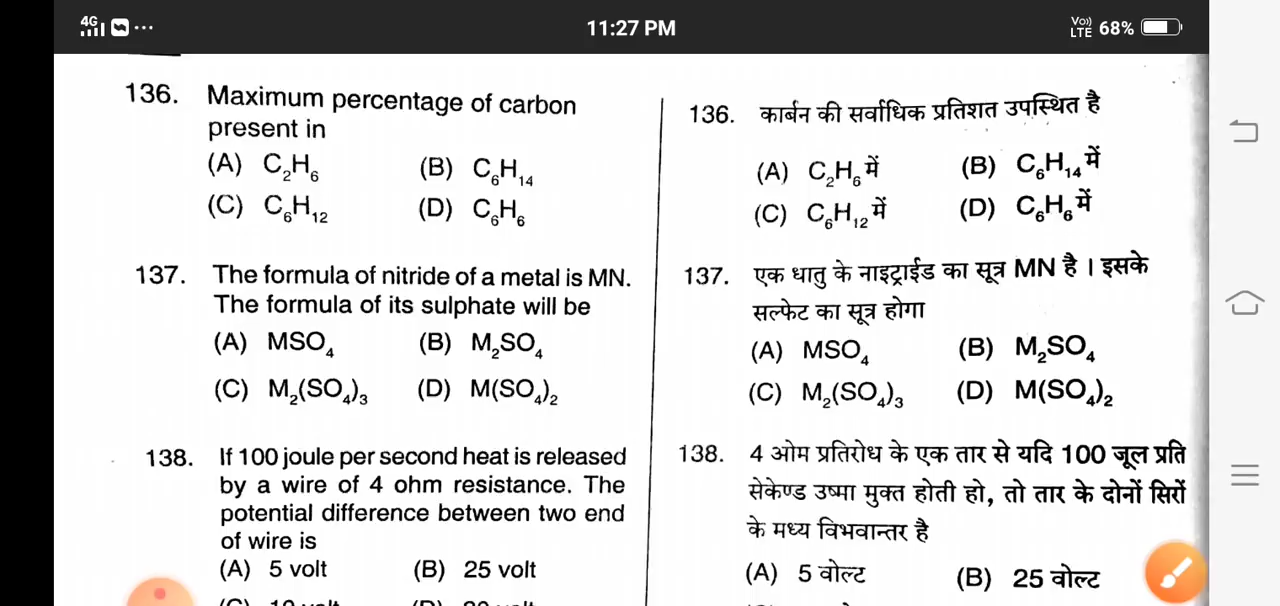 4G
11:27 PM
Vo)) LTE 68%
136. Maximum percentage of carbon
present in
(A) C₂H₆ (B) C₆H₁₄
(C) C₆H₁₂ (D) C₆H₆
137. The formula of nitride of a metal is MN.
The formula of its sulphate will be
(A) MSO₄ (B) M₂SO₄
(C) M₂(SO₄)₃ (D) M(SO₄)₂
138. If 100 joule per second heat is released
by a wire of 4 ohm resistance. The
potential difference between two end
of wire is
(A) 5 volt (B) 25 volt
136. कार्बन की सर्वाधिक प्रतिशत उपस्थित है
(A) C₂H₆ में (B) C₆H₁₄ में
(C) C₆H₁₂ में (D) C₆H₆ में
137. एक धातु के नाइट्राईड का सूत्र MN है । इसके
सल्फेट का सूत्र होगा
(A) MSO₄ (B) M₂SO₄
(C) M₂(SO₄)₃ (D) M(SO₄)₂
138. 4 ओम प्रतिरोध के एक तार से यदि 100 जूल प्रति
सेकेण्ड उष्मा मुक्त होती हो, तो तार के दोनों सिरों
के मध्य विभवान्तर है
(A) 5 वोल्ट (B) 25 वोल्ट